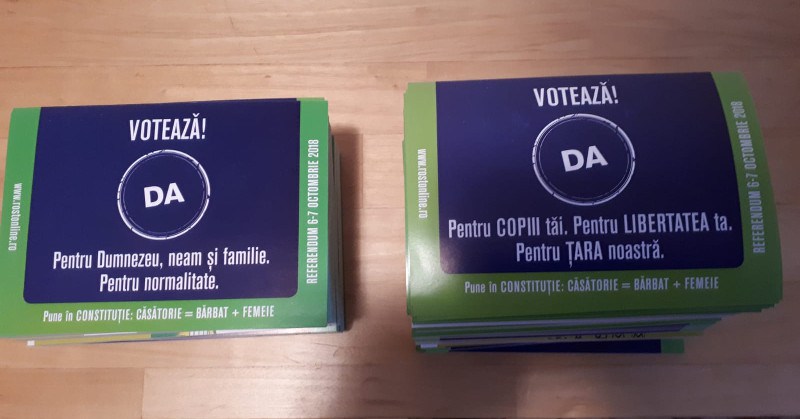 VOTEAZĂ!
DA
Pentru Dumnezeu, neam și familie.
Pentru normalitate.
Pune în CONSTITUȚIE: CĂSĂTORIE = BĂRBAT + FEMEIE
www.rostonline.ro
REFERENDUM 6-7 OCTOMBRIE 2018
VOTEAZĂ!
DA
Pentru COPIII tăi. Pentru LIBERTATEA ta.
Pentru ȚARA noastră.
Pune în CONSTITUȚIE: CĂSĂTORIE = BĂRBAT + FEMEIE
www.rostonline.ro
REFERENDUM 6-7 OCTOMBRIE 2018